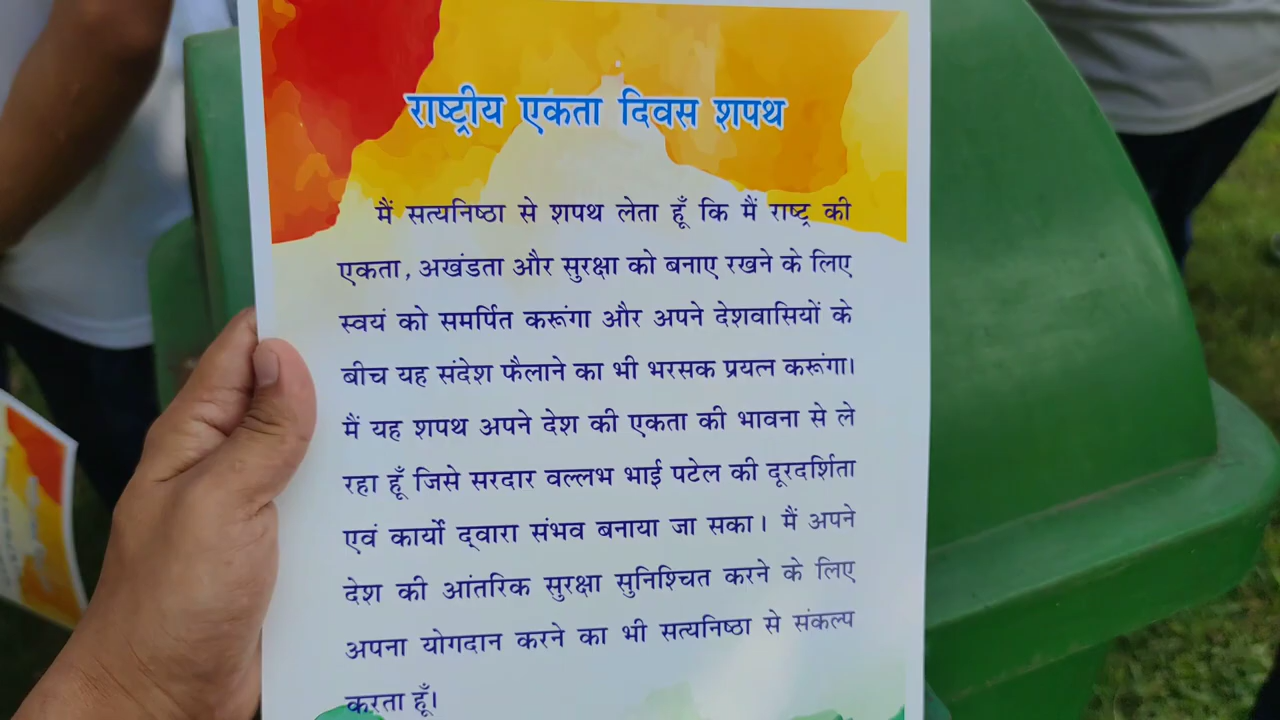 राष्ट्रीय एकता दिवस शपथ
मैं सत्यनिष्ठा से शपथ लेता हूँ कि मैं राष्ट्र की
एकता, अखंडता और सुरक्षा को बनाए रखने के लिए
स्वयं को समर्पित करूंगा और अपने देशवासियों के
बीच यह संदेश फैलाने का भी भरसक प्रयत्न करूंगा।
मैं यह शपथ अपने देश की एकता की भावना से ले
रहा हूँ जिसे सरदार वल्लभ भाई पटेल की दूरदर्शिता
एवं कार्यों द्वारा संभव बनाया जा सका। मैं अपने
देश की आंतरिक सुरक्षा सुनिश्चित करने के लिए
अपना योगदान करने का भी सत्यनिष्ठा से संकल्प
करता हूँ।